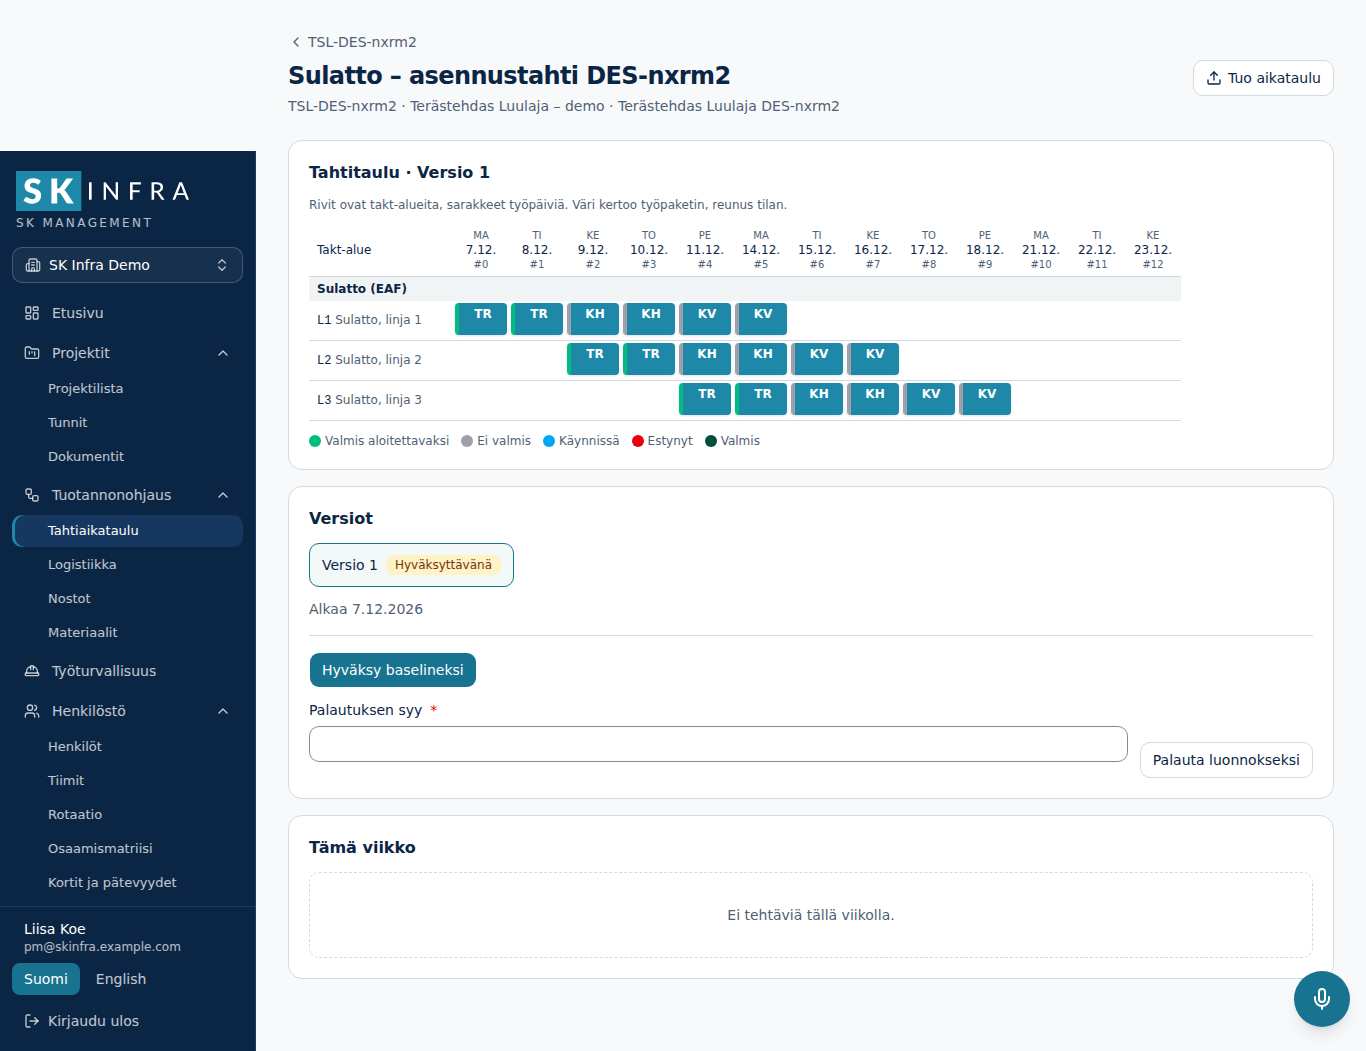 TSL-DES-nxrm2
Sulatto – asennustahti DES-nxrm2
TSL-DES-nxrm2 · Terästehdas Luulaja – demo · Terästehdas Luulaja DES-nxrm2
Tuo aikataulu
SK INFRA
SK MANAGEMENT
SK Infra Demo
Etusivu
Projektit
Projektilista
Tunnit
Dokumentit
Tuotannonohjaus
Tahtiaikataulu
Logistiikka
Nostot
Materiaalit
Työturvallisuus
Henkilöstö
Henkilöt
Tiimit
Rotaatio
Osaamismatriisi
Kortit ja pätevyydet
Liisa Koe
pm@skinfra.example.com
Suomi English
Kirjaudu ulos
Tahtitaulu · Versio 1
Rivit ovat takt-alueita, sarakkeet työpäiviä. Väri kertoo työpaketin, reunus tilan.
MA TI KE TO PE MA TI KE TO PE MA TI KE
Takt-alue 7.12. 8.12. 9.12. 10.12. 11.12. 14.12. 15.12. 16.12. 17.12. 18.12. 21.12. 22.12. 23.12.
#0 #1 #2 #3 #4 #5 #6 #7 #8 #9 #10 #11 #12
Sulatto (EAF)
L1 Sulatto, linja 1 TR TR KH KH KV KV
L2 Sulatto, linja 2 TR TR KH KH KV KV
L3 Sulatto, linja 3 TR TR KH KH KV KV
Valmis aloitettavaksi Ei valmis Käynnissä Estynyt Valmis
Versiot
Versio 1 Hyväksyttävänä
Alkaa 7.12.2026
Hyväksy baselineksi
Palautuksen syy *
Palauta luonnokseksi
Tämä viikko
Ei tehtäviä tällä viikolla.